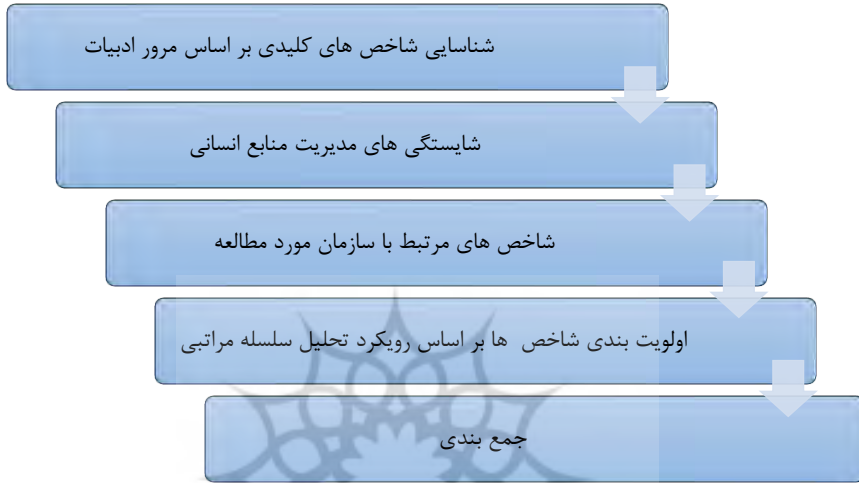 شناسایی شاخص های کلیدی بر اساس مرور ادبیات
شایستگی های مدیریت منابع انسانی
شاخص های مرتبط با سازمان مورد مطالعه
اولویت بندی شاخص ها بر اساس رویکرد تحلیل سلسله مراتبی
جمع بندی